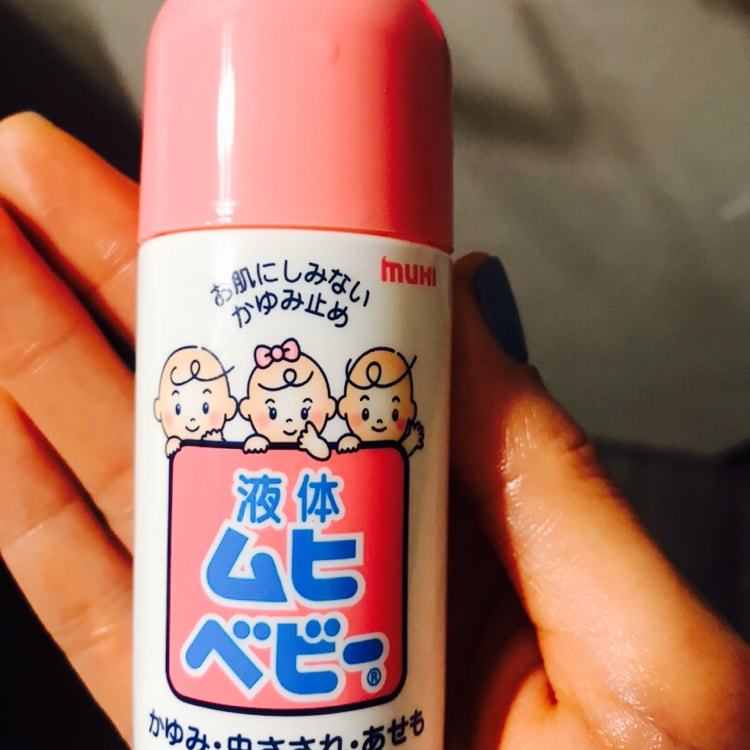 muHI
お肌にしみない
かゆみ止め
液体
ムヒ
ベビー®
かゆみ・虫さされ・あせも